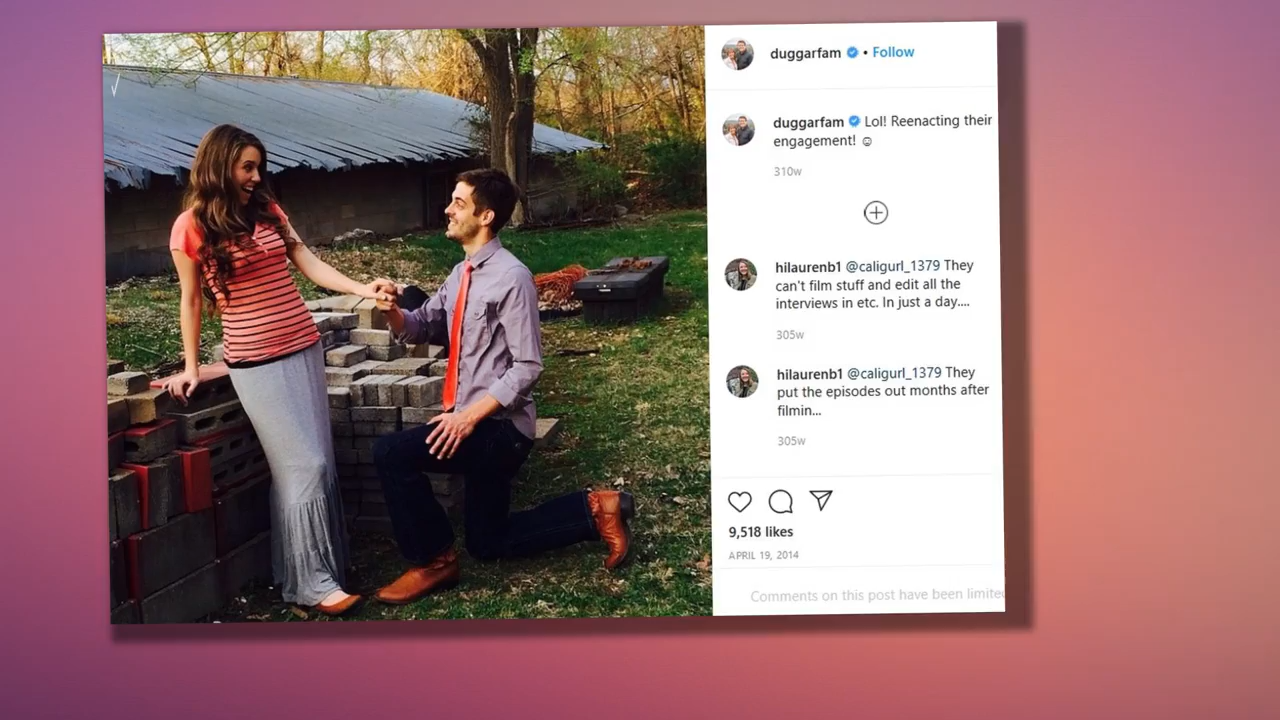 duggarfam • Follow
duggarfam Lol! Reenacting their
engagement! ☺
310w
hilaurenb1 @caligurl_1379 They
can't film stuff and edit all the
interviews in etc. In just a day....
305w
hilaurenb1 @caligurl_1379 They
put the episodes out months after
filmin...
305w
9,518 likes
APRIL 19, 2014
Comments on this post have been limite